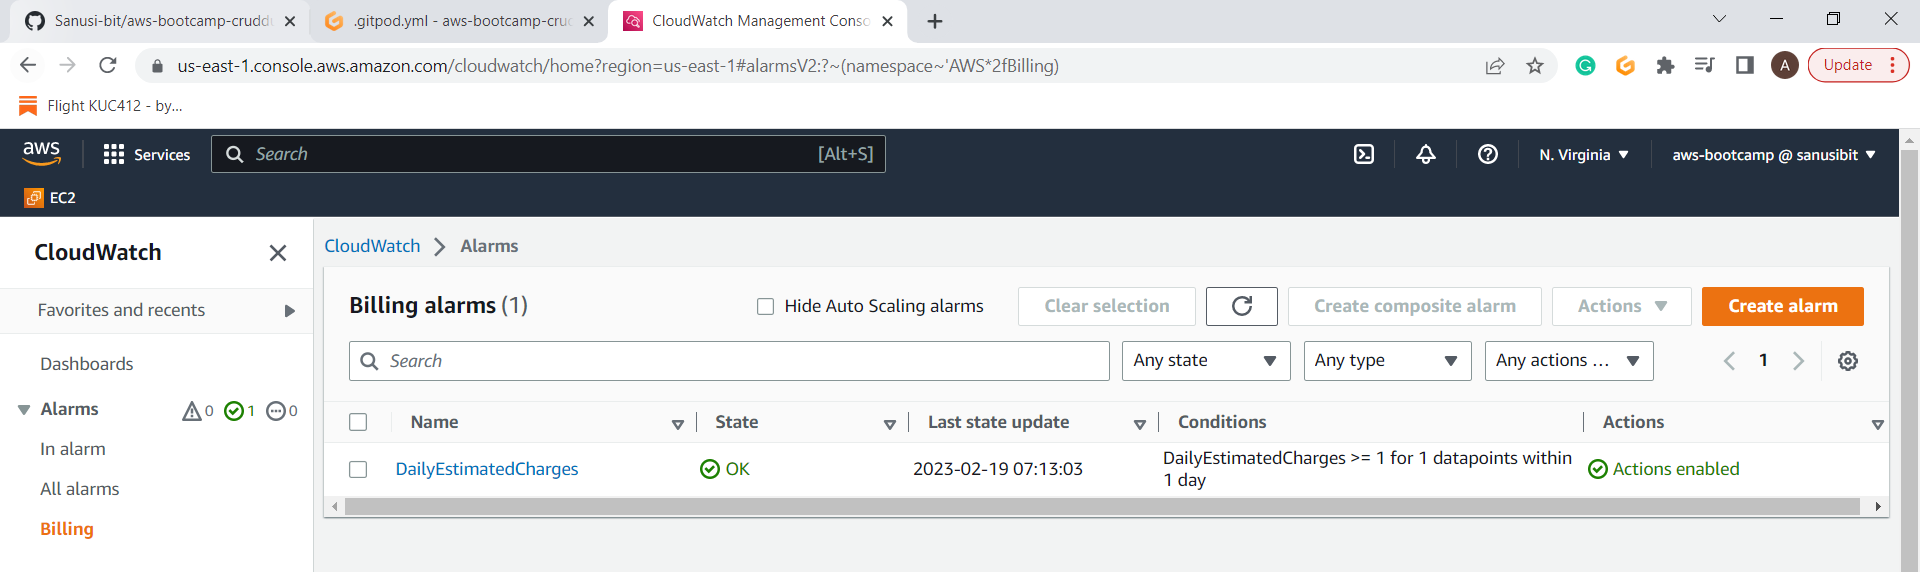 Sanusi-bit/aws-bootcamp-crudd
.gitpod.yml - aws-bootcamp-cruc
CloudWatch Management Conso
us-east-1.console.aws.amazon.com/cloudwatch/home?region=us-east-1#alarmsV2:?~(namespace~'AWS*2fBilling)
A
Update
Flight KUC412 - by...
aws
Services
Search
[Alt+S]
N. Virginia
aws-bootcamp @ sanusibit
EC2
CloudWatch
CloudWatch
Alarms
Favorites and recents
Billing alarms (1)
Hide Auto Scaling alarms
Clear selection
Create composite alarm
Actions
Create alarm
Dashboards
Search
Any state
Any type
Any actions ...
1
Alarms
0
1
0
Name
State
Last state update
Conditions
Actions
In alarm
DailyEstimatedCharges
OK
2023-02-19 07:13:03
DailyEstimatedCharges >= 1 for 1 datapoints within
1 day
Actions enabled
All alarms
Billing